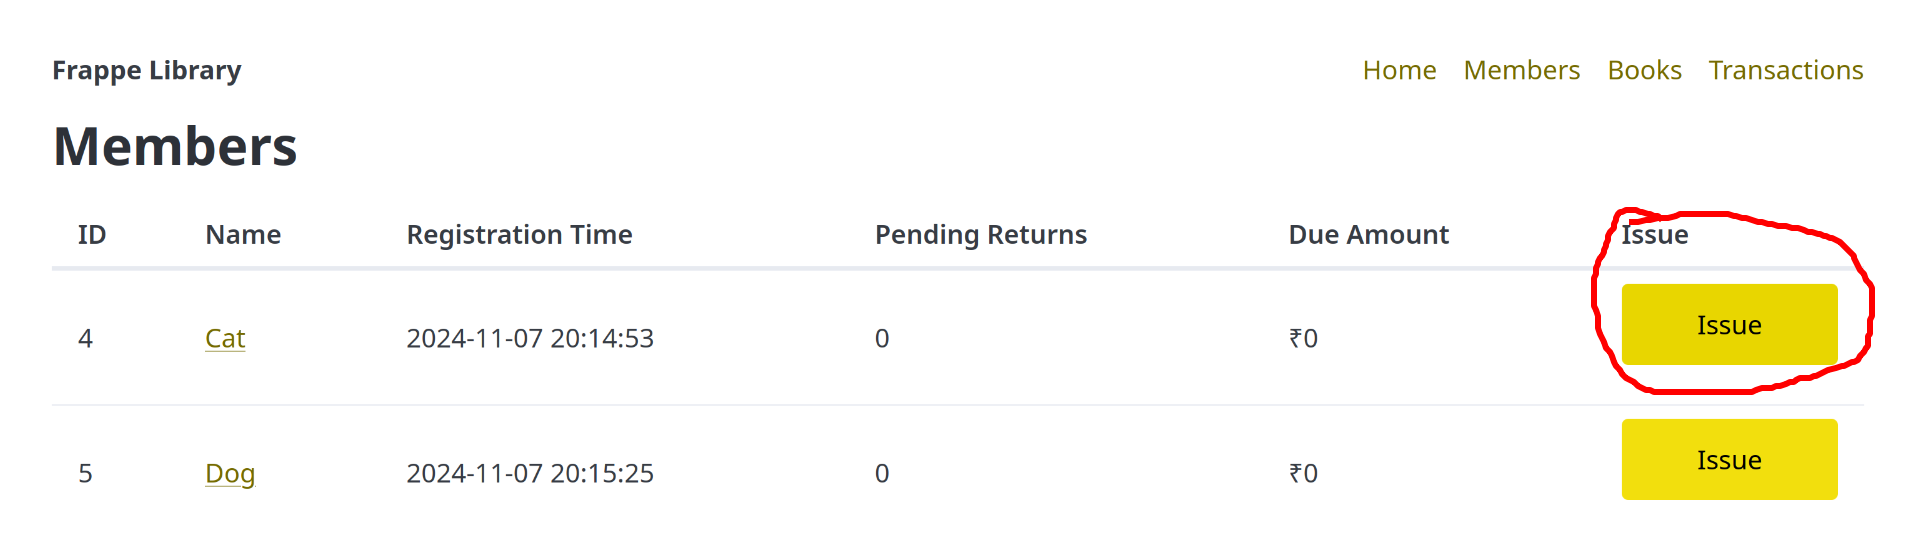 Frappe Library Home Members Books Transactions
Members
ID Name Registration Time Pending Returns Due Amount Issue
4 Cat 2024-11-07 20:14:53 0 ₹0 Issue
5 Dog 2024-11-07 20:15:25 0 ₹0 Issue